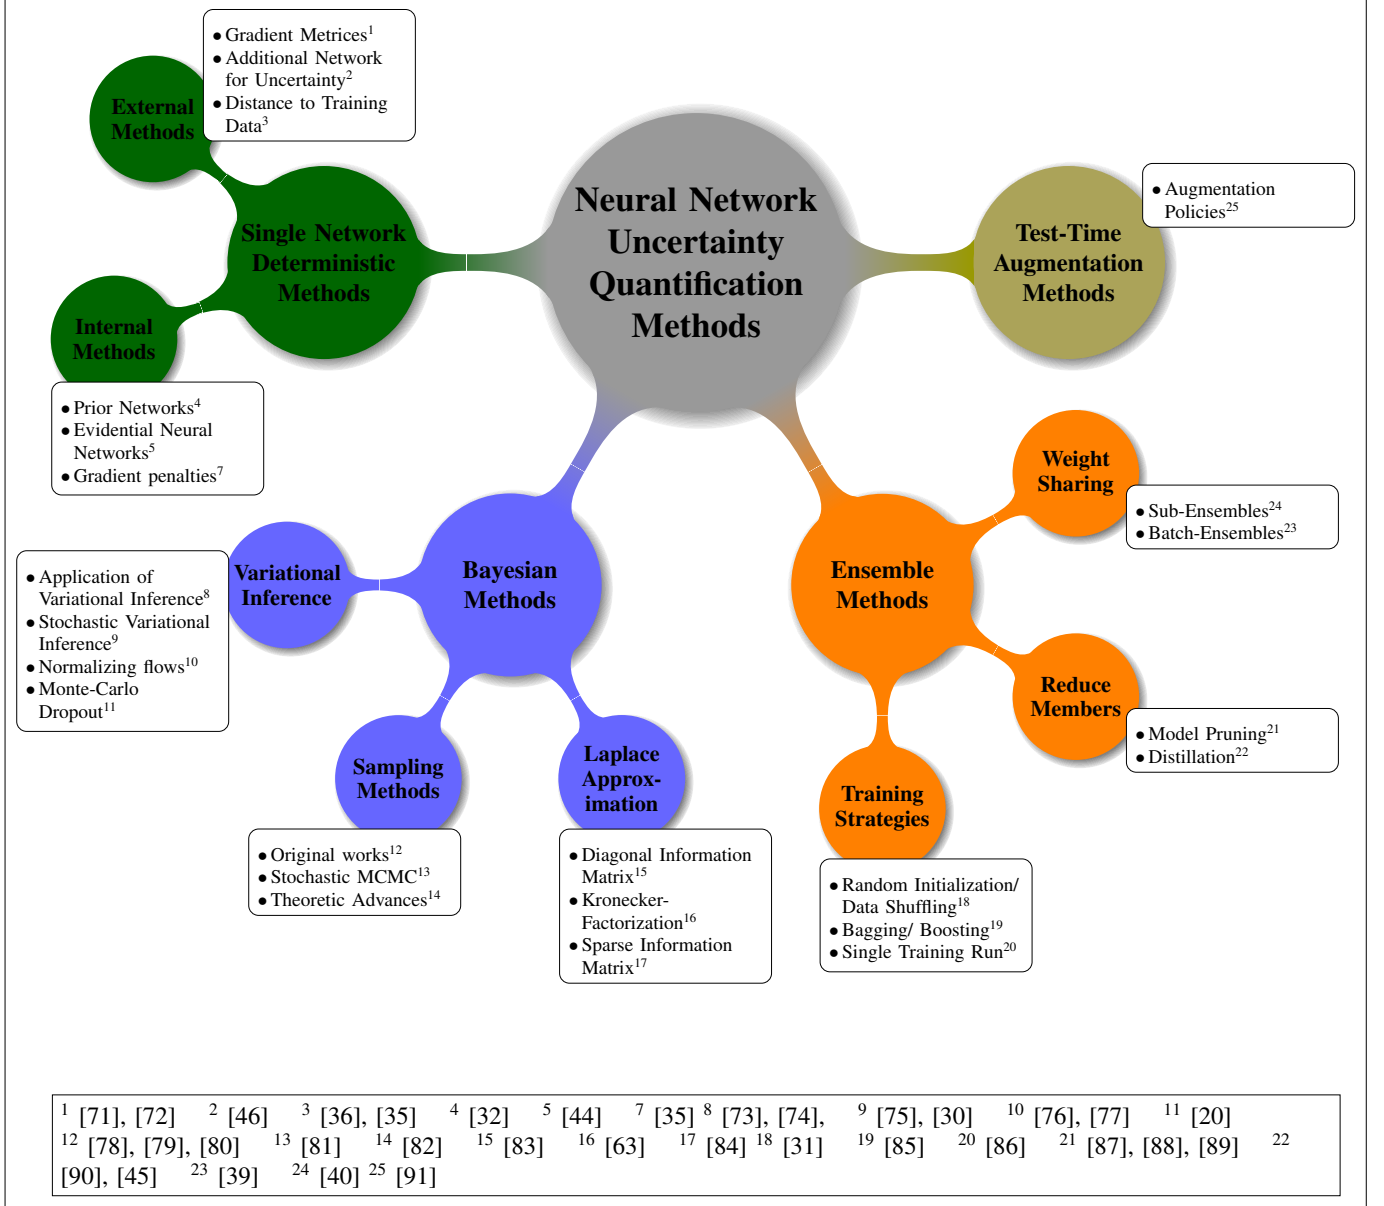 ● Gradient Metrices¹
● Additional Network
for Uncertainty²
● Distance to Training
Data³
External
Methods
Neural Network
Uncertainty
Quantification
Methods
● Augmentation
Policies²⁵
Test-Time
Augmentation
Methods
Single Network
Deterministic
Methods
Internal
Methods
● Prior Networks⁴
● Evidential Neural
Networks⁵
● Gradient penalties⁷
Weight
Sharing
● Sub-Ensembles²⁴
● Batch-Ensembles²³
● Application of
Variational Inference⁸
● Stochastic Variational
Inference⁹
● Normalizing flows¹⁰
● Monte-Carlo
Dropout¹¹
Variational
Inference
Bayesian
Methods
Ensemble
Methods
Reduce
Members
● Model Pruning²¹
● Distillation²²
Sampling
Methods
● Original works¹²
● Stochastic MCMC¹³
● Theoretic Advances¹⁴
Laplace
Approx-
imation
● Diagonal Information
Matrix¹⁵
● Kronecker-
Factorization¹⁶
● Sparse Information
Matrix¹⁷
Training
Strategies
● Random Initialization/
Data Shuffling¹⁸
● Bagging/ Boosting¹⁹
● Single Training Run²⁰
¹ [71], [72] ² [46] ³ [36], [35] ⁴ [32] ⁵ [44] ⁷ [35] ⁸ [73], [74], ⁹ [75], [30] ¹⁰ [76], [77] ¹¹ [20]
¹² [78], [79], [80] ¹³ [81] ¹⁴ [82] ¹⁵ [83] ¹⁶ [63] ¹⁷ [84] ¹⁸ [31] ¹⁹ [85] ²⁰ [86] ²¹ [87], [88], [89] ²²
[90], [45] ²³ [39] ²⁴ [40] ²⁵ [91]